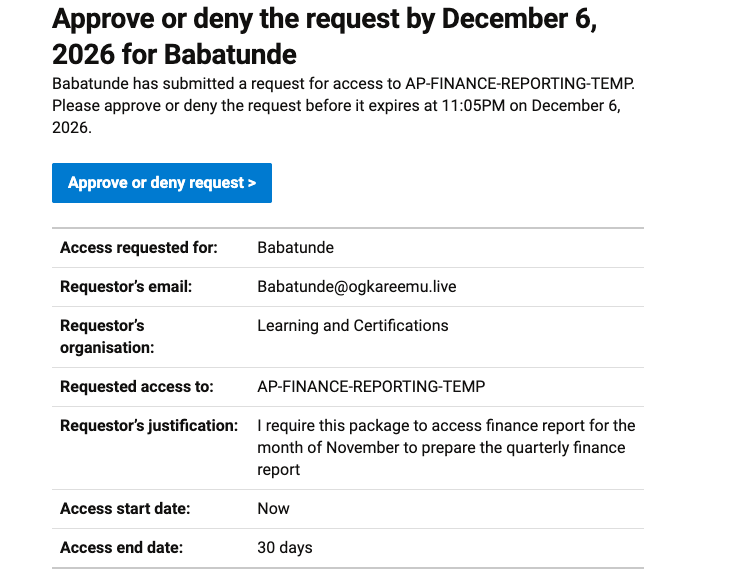 Approve or deny the request by December 6,
2026 for Babatunde
Babatunde has submitted a request for access to AP-FINANCE-REPORTING-TEMP.
Please approve or deny the request before it expires at 11:05PM on December 6,
2026.
Approve or deny request >
Access requested for: Babatunde
Requestor’s email: Babatunde@ogkareemu.live
Requestor’s
organisation: Learning and Certifications
Requested access to: AP-FINANCE-REPORTING-TEMP
Requestor’s justification: I require this package to access finance report for the
month of November to prepare the quarterly finance
report
Access start date: Now
Access end date: 30 days